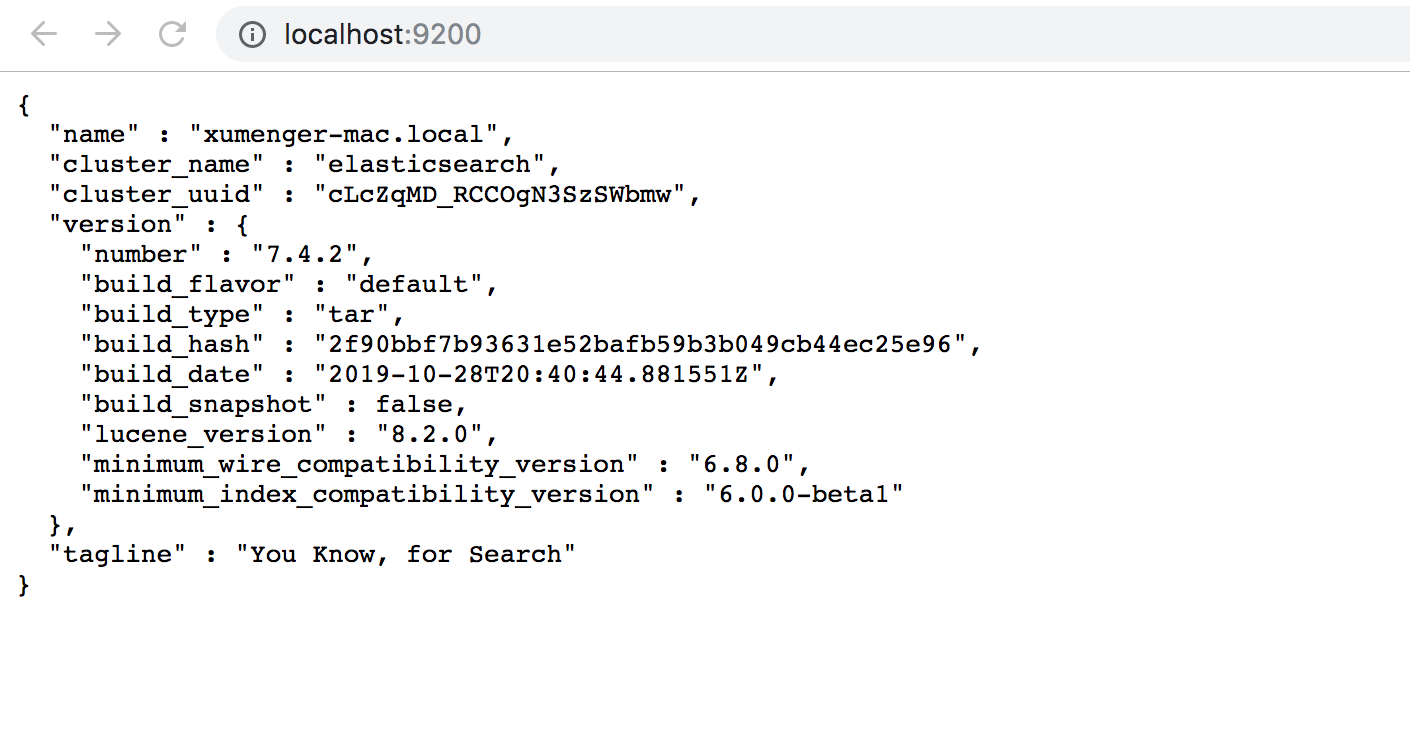 localhost:9200
{
  "name" : "xumenger-mac.local",
  "cluster_name" : "elasticsearch",
  "cluster_uuid" : "cLcZqMD_RCCOgN3SzSWbmw",
  "version" : {
    "number" : "7.4.2",
    "build_flavor" : "default",
    "build_type" : "tar",
    "build_hash" : "2f90bbf7b93631e52bafb59b3b049cb44ec25e96",
    "build_date" : "2019-10-28T20:40:44.881551Z",
    "build_snapshot" : false,
    "lucene_version" : "8.2.0",
    "minimum_wire_compatibility_version" : "6.8.0",
    "minimum_index_compatibility_version" : "6.0.0-beta1"
  },
  "tagline" : "You Know, for Search"
}